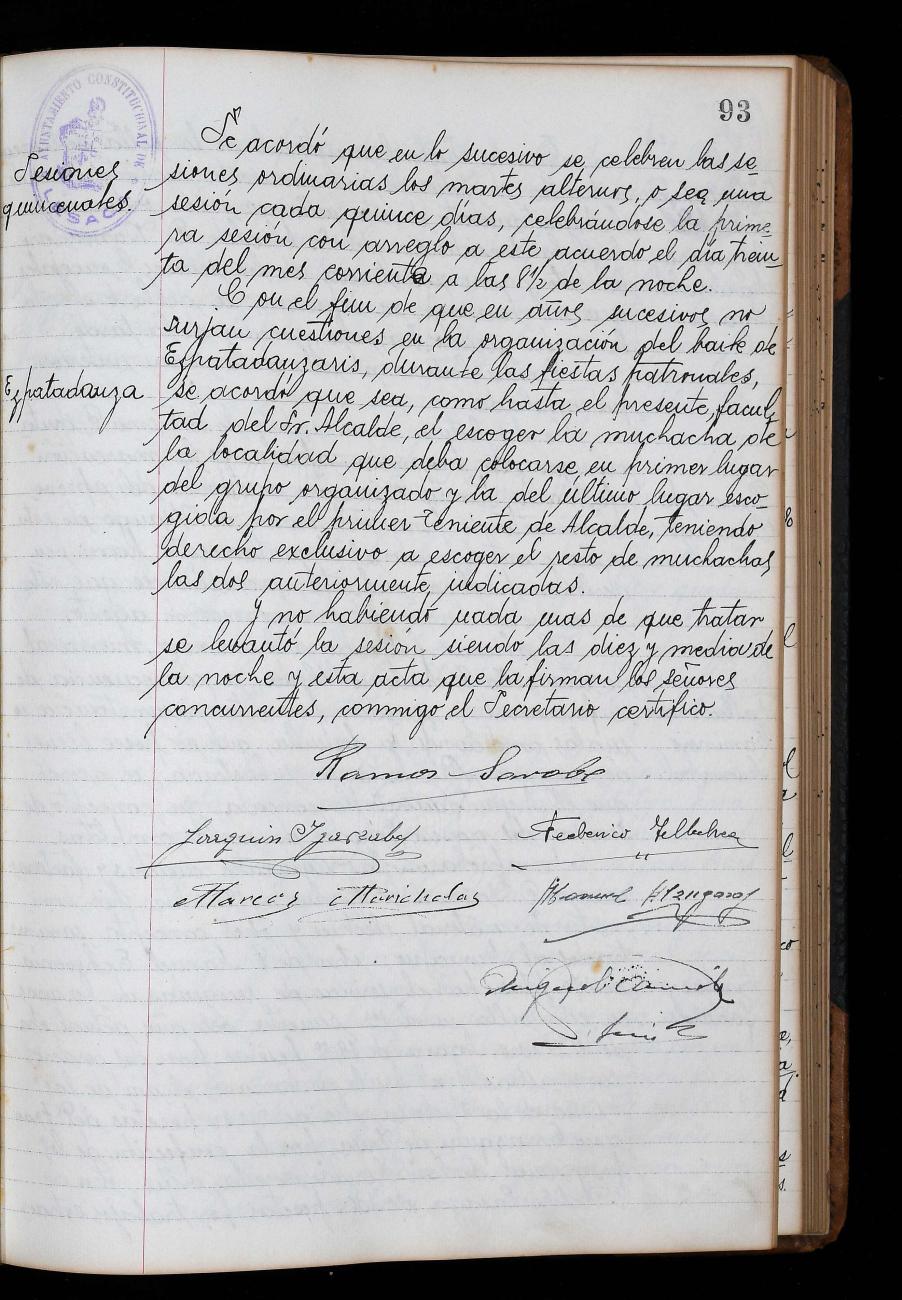 93
AYUNTAMIENTO CONSTITUCIONAL DE
Sesiones
quincenales.
Se acordó que en lo sucesivo se celebren las se-
siones ordinarias los martes alternos, o sea una
sesión cada quince días, celebrándose la prime-
ra sesión con arreglo a este acuerdo el día trein-
ta del mes corriente a las 8½ de la noche.
Con el fin de que en años sucesivos no
surjan cuestiones en la organización del baile de
Ezpatadanzaris, durante las fiestas patronales,
Ezpatadanza
se acordó que sea, como hasta el presente, facul-
tad del Sr. Alcalde, el escoger la muchacha de
la localidad que deba colocarse en primer lugar
del grupo organizado y la del último lugar esco-
gida por el primer Teniente de Alcalde, teniendo
derecho exclusivo a escoger el resto de muchachas
las dos anteriormente indicadas.
Y no habiendo nada mas de que tratar
se levantó la sesión siendo las diez y media de
la noche y esta acta que la firman los señores
concurrentes, conmigo el Secretario certifico.
Ramos Sarobe
Joaquin
Federico
Marcos Marichalar
Manuel